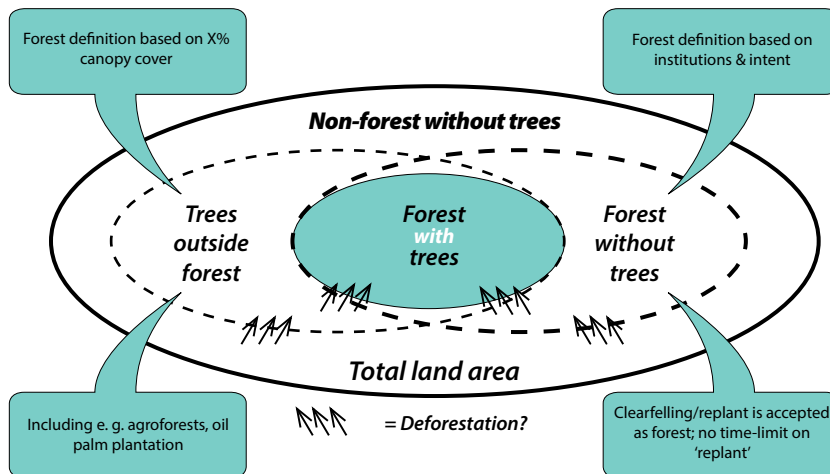 Forest definition based on X%
canopy cover
Forest definition based on
institutions & intent
Non-forest without trees
Trees
outside
forest
Forest
with
trees
Forest
without
trees
Total land area
Including e. g. agroforests, oil
palm plantation
= Deforestation?
Clearfelling/replant is accepted
as forest; no time-limit on
‘replant’